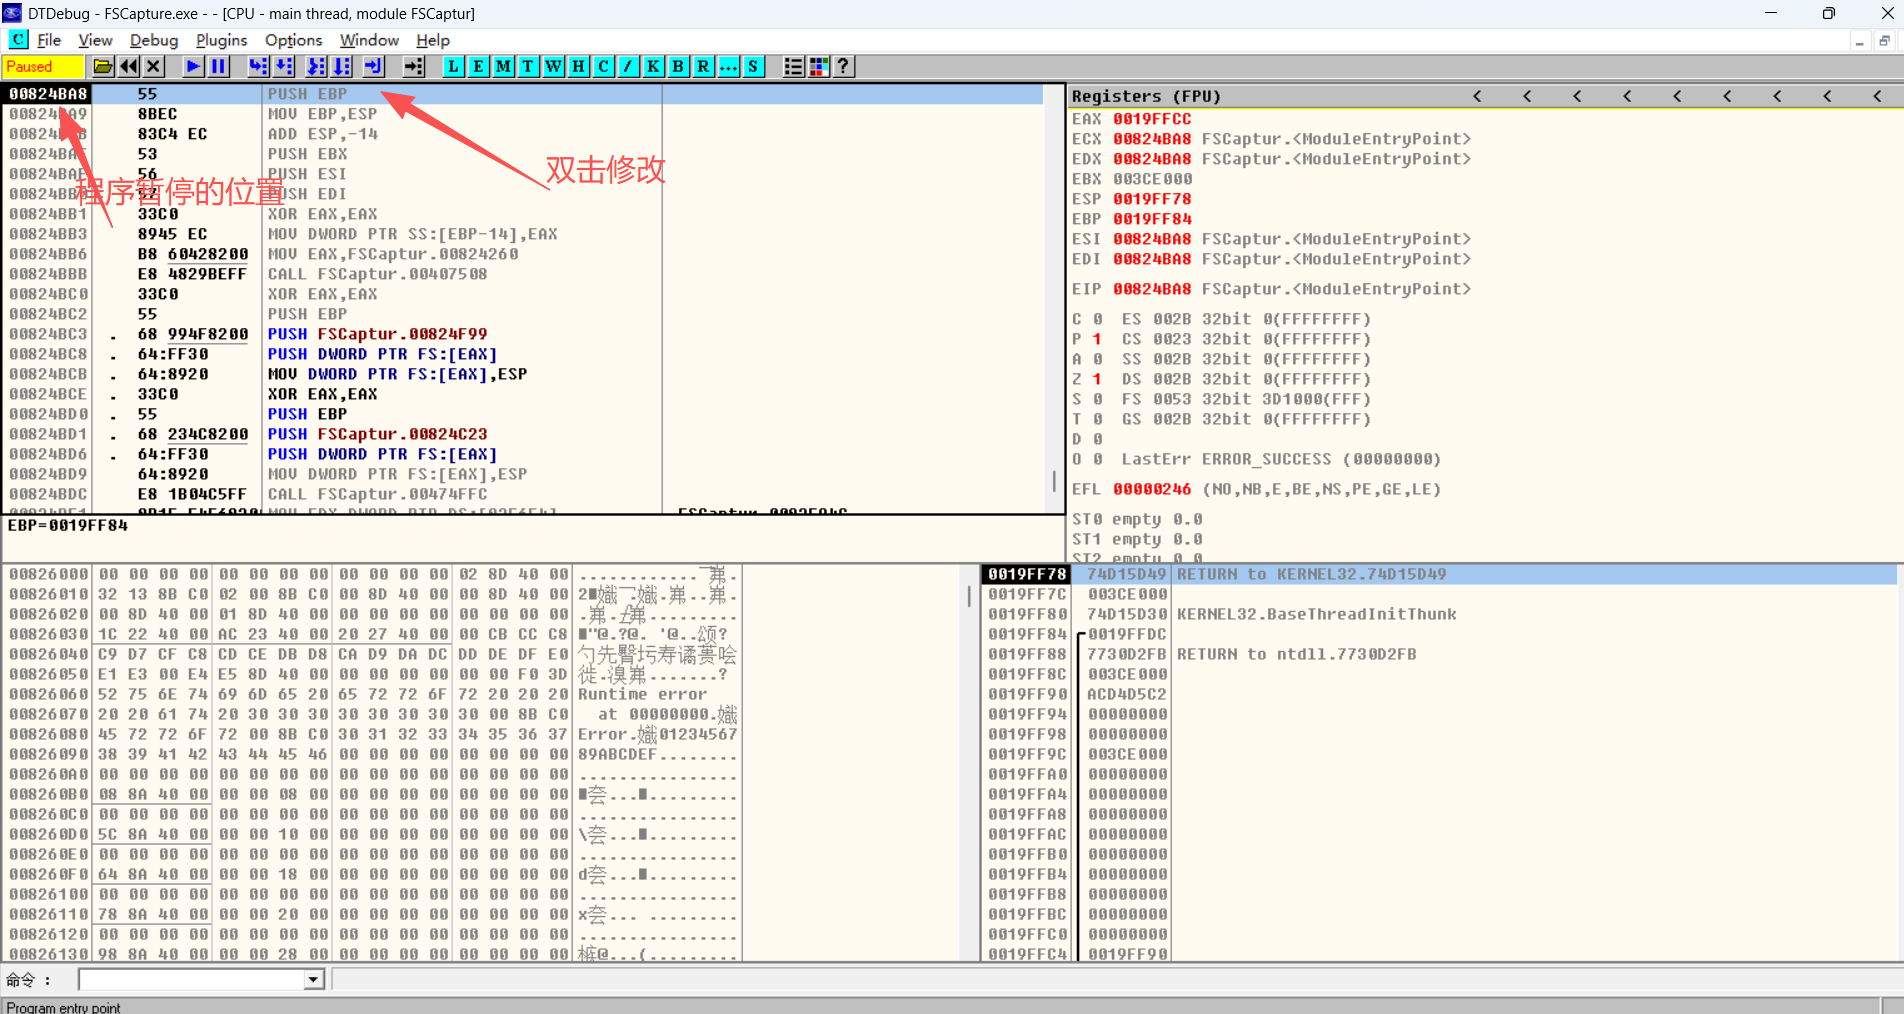 DTDebug - FSCapture.exe - - [CPU - main thread, module FSCaptur]
C File View Debug Plugins Options Window Help
Paused L E M T W H C / K B R ... S ?
00824BA8 55 PUSH EBP
8BEC MOV EBP,ESP
83C4 EC ADD ESP,-14
53 PUSH EBX
56 PUSH ESI
PUSH EDI
程序暂停的位置
双击修改
00824BB1 33C0 XOR EAX,EAX
00824BB3 8945 EC MOV DWORD PTR SS:[EBP-14],EAX
00824BB6 B8 60428200 MOV EAX,FSCaptur.00824260
00824BBB E8 4829BEFF CALL FSCaptur.00407508
00824BC0 33C0 XOR EAX,EAX
00824BC2 55 PUSH EBP
00824BC3 . 68 994F8200 PUSH FSCaptur.00824F99
00824BC8 . 64:FF30 PUSH DWORD PTR FS:[EAX]
00824BCB . 64:8920 MOV DWORD PTR FS:[EAX],ESP
00824BCE . 33C0 XOR EAX,EAX
00824BD0 . 55 PUSH EBP
00824BD1 . 68 234C8200 PUSH FSCaptur.00824C23
00824BD6 . 64:FF30 PUSH DWORD PTR FS:[EAX]
00824BD9 64:8920 MOV DWORD PTR FS:[EAX],ESP
00824BDC E8 1B04C5FF CALL FSCaptur.00474FFC
EBP=0019FF84
Registers (FPU) < < < < < < < < <
EAX 0019FFCC
ECX 00824BA8 FSCaptur.<ModuleEntryPoint>
EDX 00824BA8 FSCaptur.<ModuleEntryPoint>
EBX 003CE000
ESP 0019FF78
EBP 0019FF84
ESI 00824BA8 FSCaptur.<ModuleEntryPoint>
EDI 00824BA8 FSCaptur.<ModuleEntryPoint>
EIP 00824BA8 FSCaptur.<ModuleEntryPoint>
C 0 ES 002B 32bit 0(FFFFFFFF)
P 1 CS 0023 32bit 0(FFFFFFFF)
A 0 SS 002B 32bit 0(FFFFFFFF)
Z 1 DS 002B 32bit 0(FFFFFFFF)
S 0 FS 0053 32bit 3D1000(FFF)
T 0 GS 002B 32bit 0(FFFFFFFF)
D 0
O 0 LastErr ERROR_SUCCESS (00000000)
EFL 00000246 (NO,NB,E,BE,NS,PE,GE,LE)
ST0 empty 0.0
ST1 empty 0.0
ST2 empty 0.0
00826000 00 00 00 00 00 00 00 00 00 00 00 00 02 8D 40 00
00826010 32 13 8B C0 02 00 8B C0 00 8D 40 00 00 8D 40 00
00826020 00 8D 40 00 01 8D 40 00 00 00 00 00 00 00 00 00
00826030 1C 22 40 00 AC 23 40 00 20 27 40 00 00 CB CC C8
00826040 C9 D7 CF C8 CD CE DB D8 CA D9 DA DC DD DE DF E0
00826050 E1 E3 00 E4 E5 8D 40 00 00 00 00 00 00 00 F0 3D
00826060 52 75 6E 74 69 6D 65 20 65 72 72 6F 72 20 20 20 Runtime error
00826070 20 20 61 74 20 30 30 30 30 30 30 30 30 00 8B C0 at 00000000.
00826080 45 72 72 6F 72 00 8B C0 30 31 32 33 34 35 36 37 Error. 01234567
00826090 38 39 41 42 43 44 45 46 00 00 00 00 00 00 00 00 89ABCDEF........
008260A0 00 00 00 00 00 00 00 00 00 00 00 00 00 00 00 00 ................
008260B0 08 8A 40 00 00 00 08 00 00 00 00 00 00 00 00 00
008260C0 00 00 00 00 00 00 00 00 00 00 00 00 00 00 00 00 ................
008260D0 5C 8A 40 00 00 00 10 00 00 00 00 00 00 00 00 00
008260E0 00 00 00 00 00 00 00 00 00 00 00 00 00 00 00 00 ................
008260F0 64 8A 40 00 00 00 18 00 00 00 00 00 00 00 00 00
00826100 00 00 00 00 00 00 00 00 00 00 00 00 00 00 00 00 ................
00826110 78 8A 40 00 00 00 20 00 00 00 00 00 00 00 00 00
00826120 00 00 00 00 00 00 00 00 00 00 00 00 00 00 00 00 ................
00826130 98 8A 40 00 00 00 28 00 00 00 00 00 00 00 00 00
0019FF78 74D15D49 RETURN to KERNEL32.74D15D49
0019FF7C 003CE000
0019FF80 74D15D30 KERNEL32.BaseThreadInitThunk
0019FF84 0019FFDC
0019FF88 7730D2FB RETURN to ntdll.7730D2FB
0019FF8C 003CE000
0019FF90 ACD4D5C2
0019FF94 00000000
0019FF98 00000000
0019FF9C 003CE000
0019FFA0 00000000
0019FFA4 00000000
0019FFA8 00000000
0019FFAC 00000000
0019FFB0 00000000
0019FFB4 00000000
0019FFB8 00000000
0019FFBC 00000000
0019FFC0 00000000
0019FFC4 0019FF90
命令 :
Program entry point